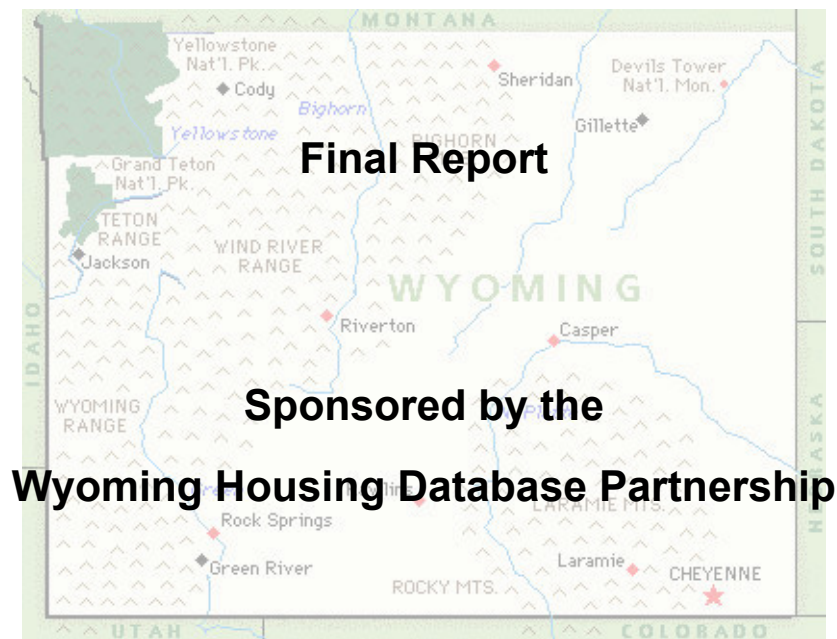 MONTANA
Yellowstone
Nat'l. Pk.
Cody
Sheridan
Devils Tower
Nat'l. Mon.
Bighorn
Gillette
Yellowstone
BIGHORN
Final Report
Grand Teton
Nat'l. Pk.
SOUTH DAKOTA
TETON
RANGE
WIND RIVER
RANGE
Jackson
WYOMING
IDAHO
Riverton
Casper
WYOMING
RANGE
Sponsored by the
Wyoming Housing Database Partnership
LARAMIE MTS.
Rock Springs
Green River
Laramie
CHEYENNE
ROCKY MTS.
UTAH
COLORADO